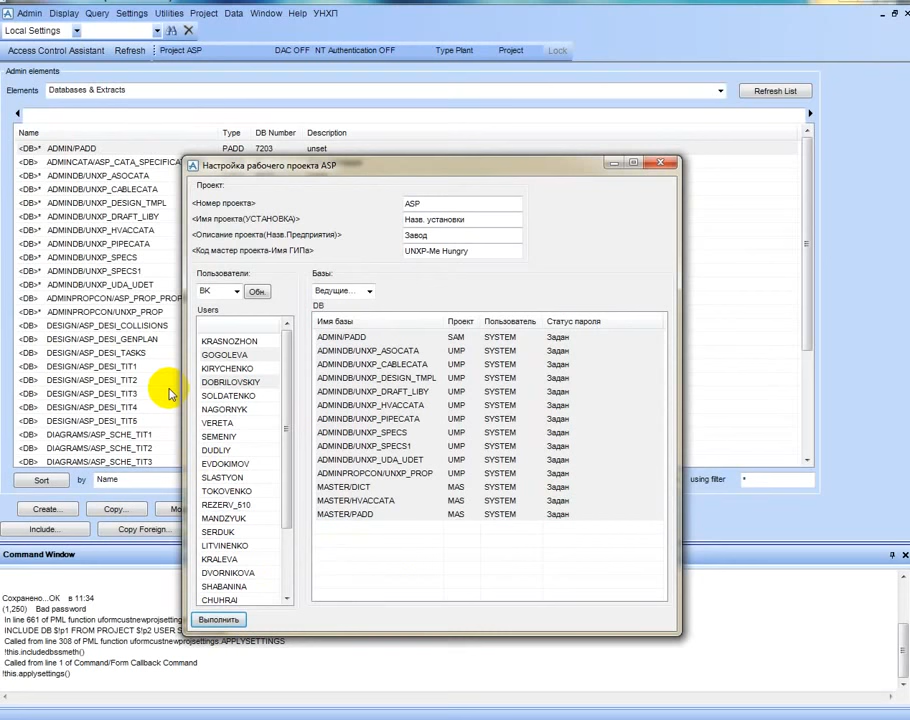 Admin Display Query Settings Utilities Project Data Window Help УНХП
Local Settings
Access Control Assistant Refresh Project ASP DAC OFF NT Authentication OFF Type Plant Project Lock
Admin elements
Elements Databases & Extracts Refresh List
Name Type DB Number Description
<DB>* ADMIN/PADD PADD 7203 unset
<DB> ADMINCATA/ASP_CATA_SPECIFICA
<DB>* ADMINDB/UNXP_ASOCATA
<DB>* ADMINDB/UNXP_CABLECATA
<DB>* ADMINDB/UNXP_DESIGN_TMPL
<DB>* ADMINDB/UNXP_DRAFT_LIBY
<DB>* ADMINDB/UNXP_HVACCATA
<DB>* ADMINDB/UNXP_PIPECATA
<DB>* ADMINDB/UNXP_SPECS
<DB>* ADMINDB/UNXP_SPECS1
<DB>* ADMINDB/UNXP_UDA_UDET
<DB> ADMINPROPCON/ASP_PROP_PROP
<DB>* ADMINPROPCON/UNXP_PROP
<DB> DESIGN/ASP_DESI_COLLISIONS
<DB> DESIGN/ASP_DESI_GENPLAN
<DB> DESIGN/ASP_DESI_TASKS
<DB> DESIGN/ASP_DESI_TIT1
<DB> DESIGN/ASP_DESI_TIT2
<DB> DESIGN/ASP_DESI_TIT3
<DB> DESIGN/ASP_DESI_TIT4
<DB> DESIGN/ASP_DESI_TIT5
<DB> DIAGRAMS/ASP_SCHE_TIT1
<DB> DIAGRAMS/ASP_SCHE_TIT2
<DB> DIAGRAMS/ASP_SCHE_TIT3
Sort by Name using filter *
Create... Copy... Mo
Include... Copy Foreign...
Настройка рабочего проекта ASP
Проект:
<Номер проекта> ASP
<Имя проекта(УСТАНОВКА)> Назв. установки
<Описание проекта(Назв.Предприятия)> Завод
<Код мастер проекта-Имя ГИПа> UNXP-Me Hungry
Пользователи: Базы:
BK Обн. Ведущие...
Users
KRASNOZHON
GOGOLEVA
KIRYCHENKO
DOBRILOVSKIY
SOLDATENKO
NAGORNYK
VERETA
SEMENIY
DUDLIY
EVDOKIMOV
SLASTYON
TOKOVENKO
REZERV_510
MANDZYUK
SERDUK
LITVINENKO
KRALEVA
DVORNIKOVA
SHABANINA
CHUHRAI
DB
Имя базы Проект Пользователь Статус пароля
ADMIN/PADD SAM SYSTEM Задан
ADMINDB/UNXP_ASOCATA UMP SYSTEM Задан
ADMINDB/UNXP_CABLECATA UMP SYSTEM Задан
ADMINDB/UNXP_DESIGN_TMPL UMP SYSTEM Задан
ADMINDB/UNXP_DRAFT_LIBY UMP SYSTEM Задан
ADMINDB/UNXP_HVACCATA UMP SYSTEM Задан
ADMINDB/UNXP_PIPECATA UMP SYSTEM Задан
ADMINDB/UNXP_SPECS UMP SYSTEM Задан
ADMINDB/UNXP_SPECS1 UMP SYSTEM Задан
ADMINDB/UNXP_UDA_UDET UMP SYSTEM Задан
ADMINPROPCON/UNXP_PROP UMP SYSTEM Задан
MASTER/DICT MAS SYSTEM Задан
MASTER/HVACCATA MAS SYSTEM Задан
MASTER/PADD MAS SYSTEM Задан
Выполнить
Command Window
Сохранено...ОК в 11:34
(1,250) Bad password
In line 661 of PML function uformcustnewprojsetting
INCLUDE DB $!p1 FROM PROJECT $!p2 USER S
Called from line 308 of PML function uformcustnewprojsettings.APPLYSETTINGS
!this.includedbssmeth()
Called from line 1 of Command/Form Callback Command
!this.applysettings()